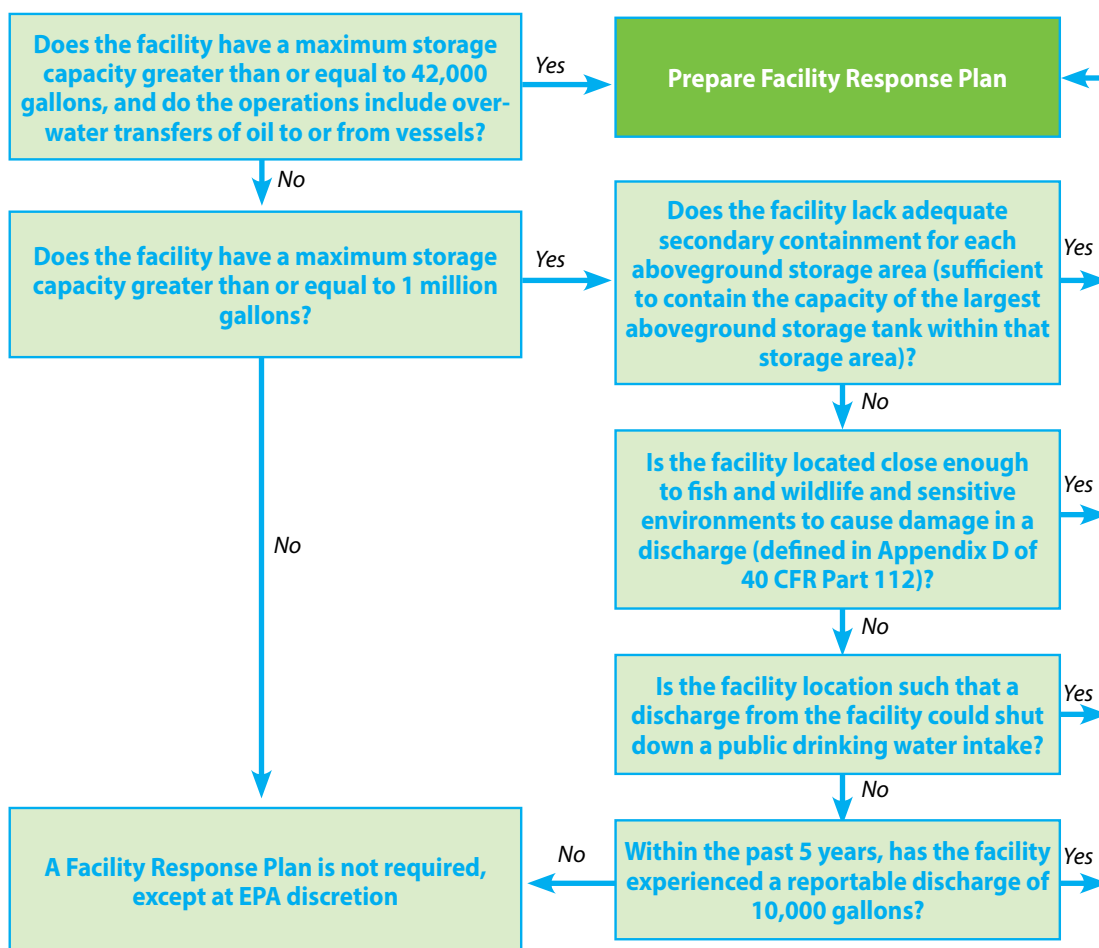 Does the facility have a maximum storage
capacity greater than or equal to 42,000
gallons, and do the operations include over-
water transfers of oil to or from vessels?
Yes
Prepare Facility Response Plan
No
Does the facility have a maximum storage
capacity greater than or equal to 1 million
gallons?
Yes
Does the facility lack adequate
secondary containment for each
aboveground storage area (sufficient
to contain the capacity of the largest
aboveground storage tank within that
storage area)?
Yes
No
Is the facility located close enough
to fish and wildlife and sensitive
environments to cause damage in a
discharge (defined in Appendix D of
40 CFR Part 112)?
Yes
No
No
Is the facility location such that a
discharge from the facility could shut
down a public drinking water intake?
Yes
No
Within the past 5 years, has the facility
experienced a reportable discharge of
10,000 gallons?
Yes
No
A Facility Response Plan is not required,
except at EPA discretion